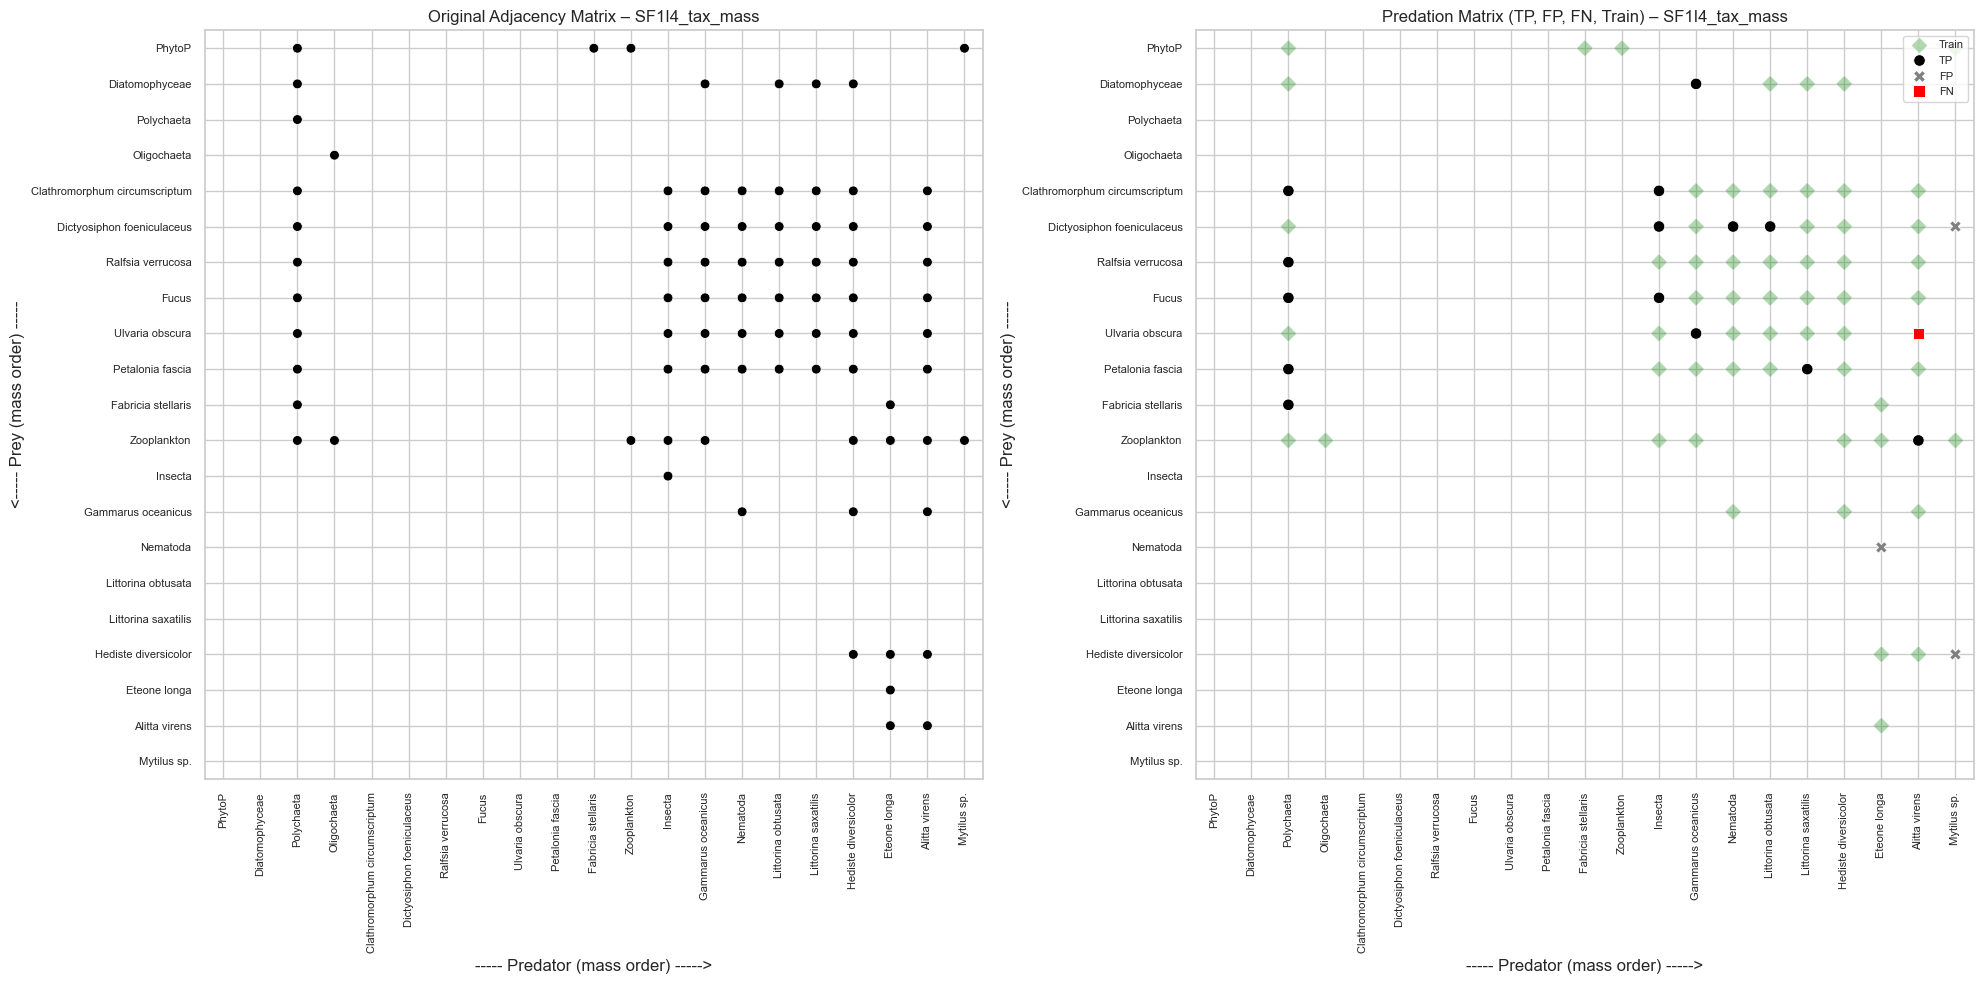 Original Adjacency Matrix – SF1I4_tax_mass
<----- Prey (mass order) -----
PhytoP
Diatomophyceae
Polychaeta
Oligochaeta
Clathromorphum circumscriptum
Dictyosiphon foeniculaceus
Ralfsia verrucosa
Fucus
Ulvaria obscura
Petalonia fascia
Fabricia stellaris
Zooplankton
Insecta
Gammarus oceanicus
Nematoda
Littorina obtusata
Littorina saxatilis
Hediste diversicolor
Eteone longa
Alitta virens
Mytilus sp.
PhytoP
Diatomophyceae
Polychaeta
Oligochaeta
Clathromorphum circumscriptum
Dictyosiphon foeniculaceus
Ralfsia verrucosa
Fucus
Ulvaria obscura
Petalonia fascia
Fabricia stellaris
Zooplankton
Insecta
Gammarus oceanicus
Nematoda
Littorina obtusata
Littorina saxatilis
Hediste diversicolor
Eteone longa
Alitta virens
Mytilus sp.
----- Predator (mass order) ----->
Predation Matrix (TP, FP, FN, Train) – SF1I4_tax_mass
Train
TP
FP
FN
<----- Prey (mass order) -----
PhytoP
Diatomophyceae
Polychaeta
Oligochaeta
Clathromorphum circumscriptum
Dictyosiphon foeniculaceus
Ralfsia verrucosa
Fucus
Ulvaria obscura
Petalonia fascia
Fabricia stellaris
Zooplankton
Insecta
Gammarus oceanicus
Nematoda
Littorina obtusata
Littorina saxatilis
Hediste diversicolor
Eteone longa
Alitta virens
Mytilus sp.
PhytoP
Diatomophyceae
Polychaeta
Oligochaeta
Clathromorphum circumscriptum
Dictyosiphon foeniculaceus
Ralfsia verrucosa
Fucus
Ulvaria obscura
Petalonia fascia
Fabricia stellaris
Zooplankton
Insecta
Gammarus oceanicus
Nematoda
Littorina obtusata
Littorina saxatilis
Hediste diversicolor
Eteone longa
Alitta virens
Mytilus sp.
----- Predator (mass order) ----->